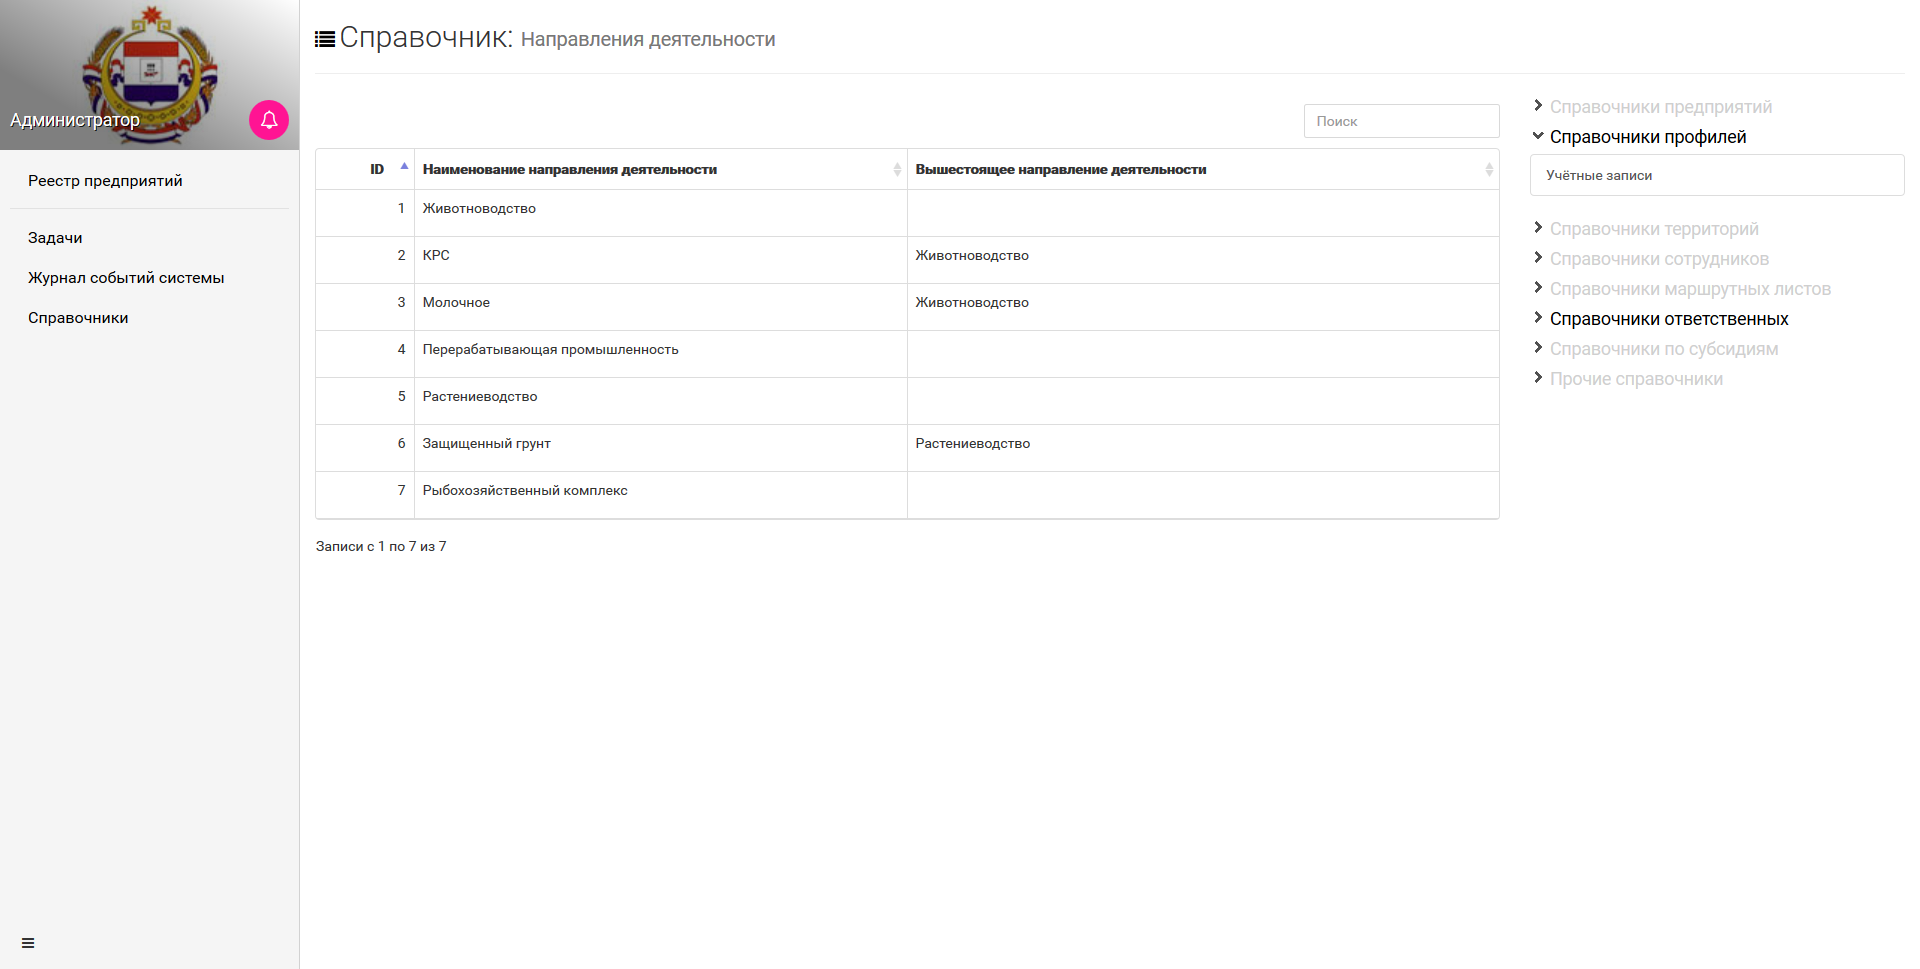 Администратор
Реестр предприятий
Задачи
Журнал событий системы
Справочники
Справочник: Направления деятельности
Поиск
ID Наименование направления деятельности Вышестоящее направление деятельности
1 Животноводство
2 КРС Животноводство
3 Молочное Животноводство
4 Перерабатывающая промышленность
5 Растениеводство
6 Защищенный грунт Растениеводство
7 Рыбохозяйственный комплекс
Записи с 1 по 7 из 7
Справочники предприятий
Справочники профилей
Учётные записи
Справочники территорий
Справочники сотрудников
Справочники маршрутных листов
Справочники ответственных
Справочники по субсидиям
Прочие справочники